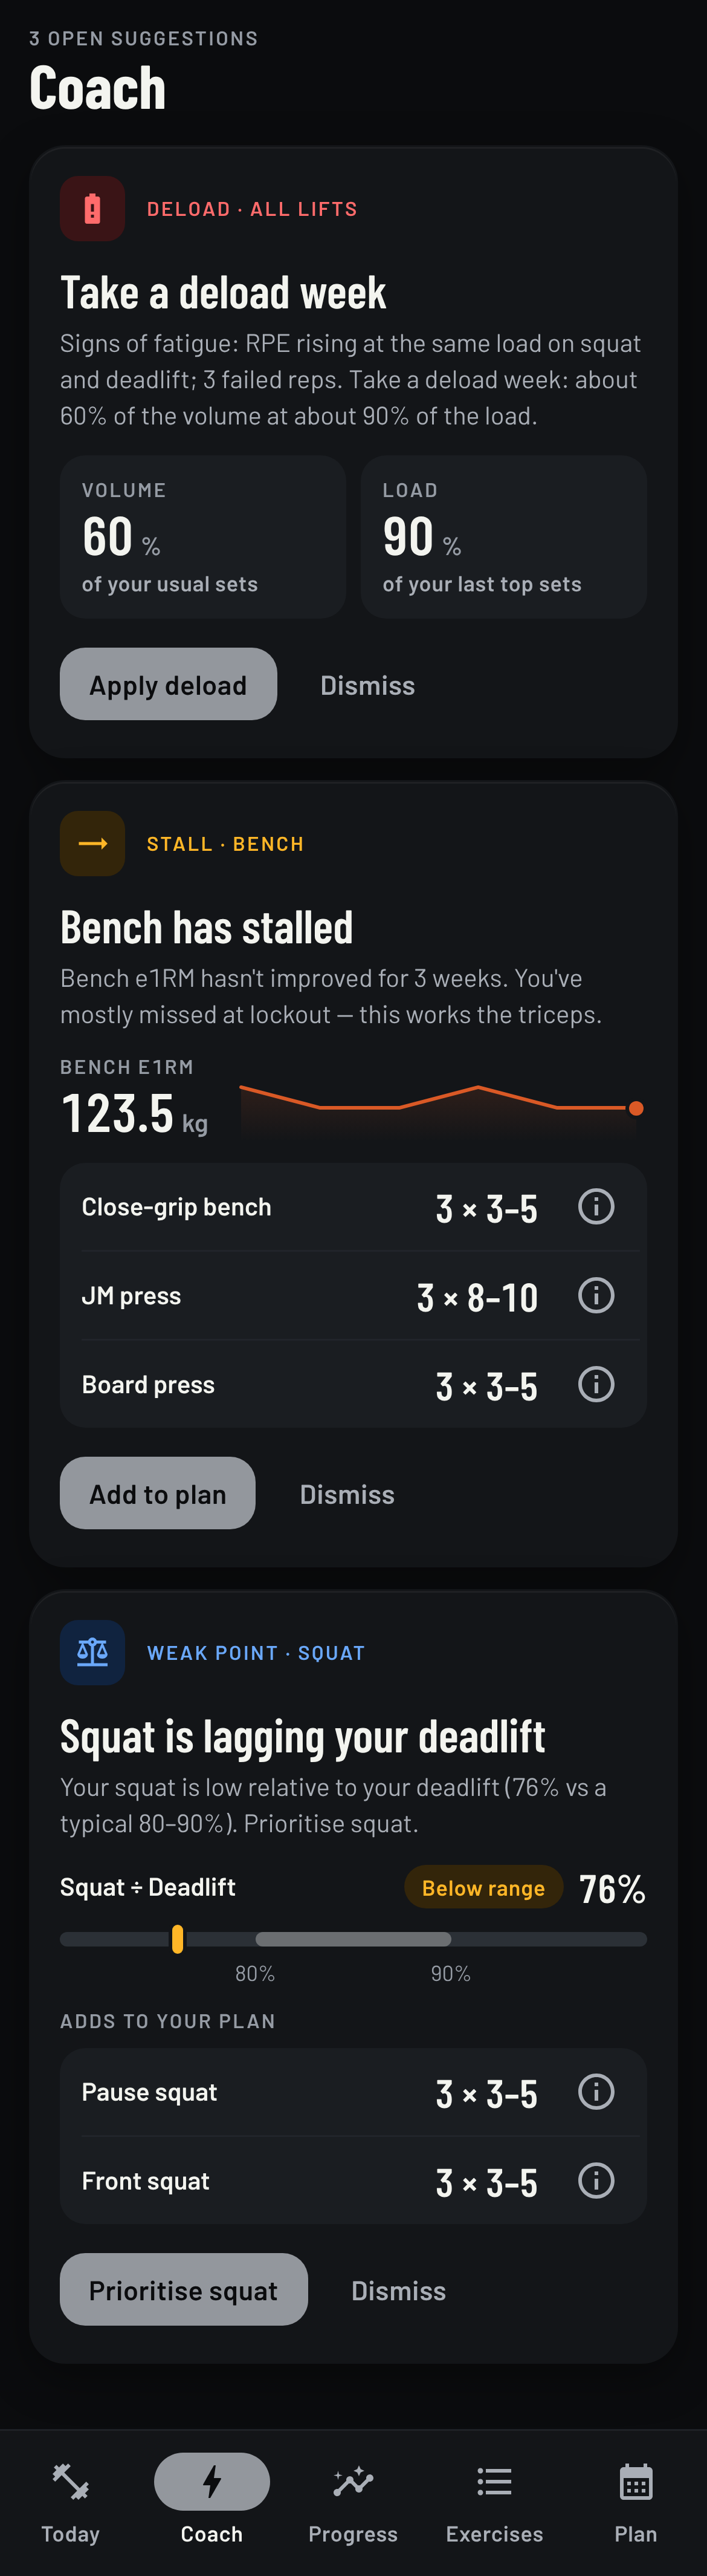 3 OPEN SUGGESTIONS
Coach
DELOAD · ALL LIFTS
Take a deload week
Signs of fatigue: RPE rising at the same load on squat
and deadlift; 3 failed reps. Take a deload week: about
60% of the volume at about 90% of the load.
VOLUME
60 %
of your usual sets
LOAD
90 %
of your last top sets
Apply deload
Dismiss
STALL · BENCH
Bench has stalled
Bench e1RM hasn't improved for 3 weeks. You've
mostly missed at lockout — this works the triceps.
BENCH E1RM
123.5 kg
Close-grip bench 3 × 3–5
JM press 3 × 8–10
Board press 3 × 3–5
Add to plan
Dismiss
WEAK POINT · SQUAT
Squat is lagging your deadlift
Your squat is low relative to your deadlift (76% vs a
typical 80–90%). Prioritise squat.
Squat ÷ Deadlift Below range 76%
80% 90%
ADDS TO YOUR PLAN
Pause squat 3 × 3–5
Front squat 3 × 3–5
Prioritise squat
Dismiss
Today Coach Progress Exercises Plan